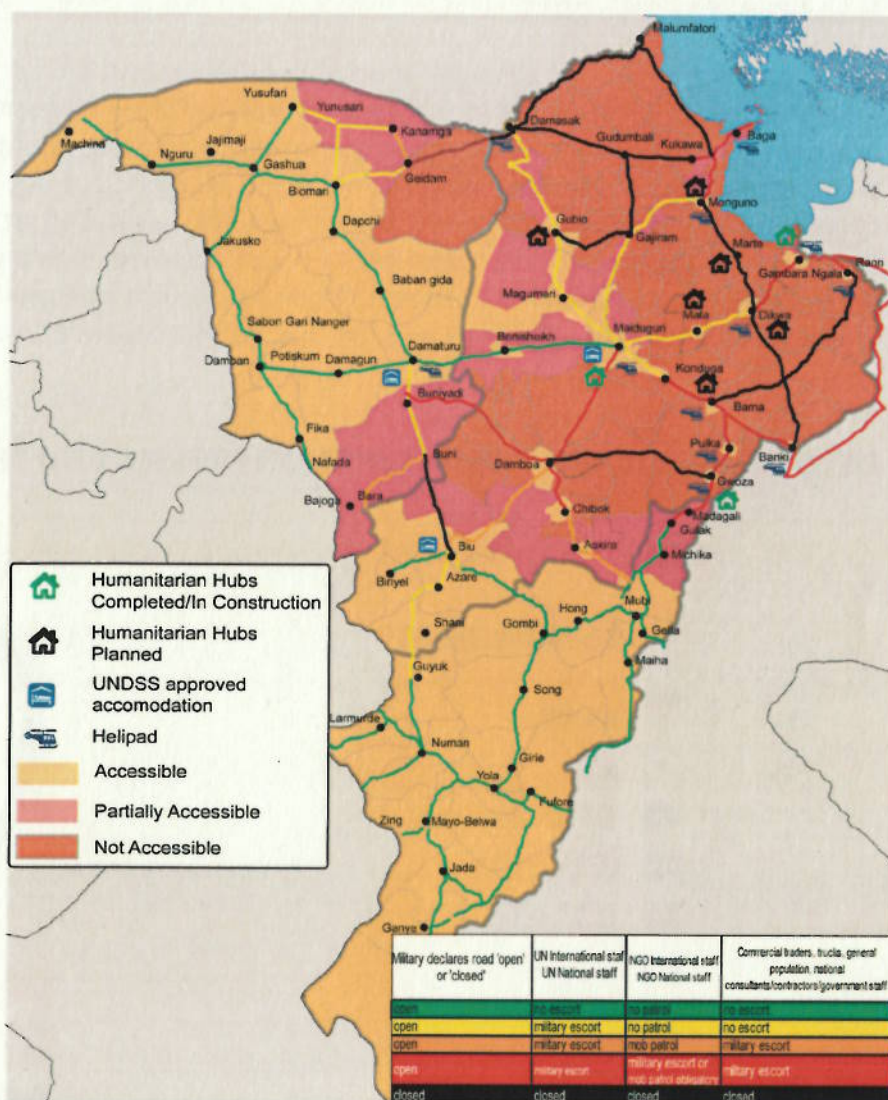 Malumfatori
Yusufari
Yunusari
Kanamga
Damasak
Gudumbali
Kukawa
Baga
Machina
Nguru
Jajimaji
Gashua
Geidam
Biomari
Monguno
Dapchi
Gubio
Gajiram
Jakusko
Marte
Gambara Ngala
Rann
Baban gida
Magumeri
Mafa
Dikwa
Sabon Gari Nanger
Benisheikh
Maiduguri
Damban
Potiskum
Damagun
Damaturu
Konduga
Buniyadi
Bama
Fika
Buni
Pulka
Banki
Nafada
Damboa
Gwoza
Bajoga
Bara
Chibok
Madagali
Gulak
Biu
Askira
Michika
Biriyel
Azare
Shani
Gombi
Hong
Mubi
Gella
Guyuk
Maiha
Song
Larmurde
Numan
Girie
Yola
Fufore
Zing
Mayo-Belwa
Jada
Ganye
Humanitarian Hubs
Completed/In Construction
Humanitarian Hubs
Planned
UNDSS approved
accomodation
Helipad
Accessible
Partially Accessible
Not Accessible
Military declares road 'open'
or 'closed'
UN International staf
UN National staff
NGO International staff
NGO National staff
Commercial traders, trucks, general
population, national
consultants/contractors/government staff
open no escort no patrol no escort
open military escort no patrol no escort
open military escort mob patrol military escort
open military escort military escort or
mob patrol obligatory military escort
closed closed closed closed